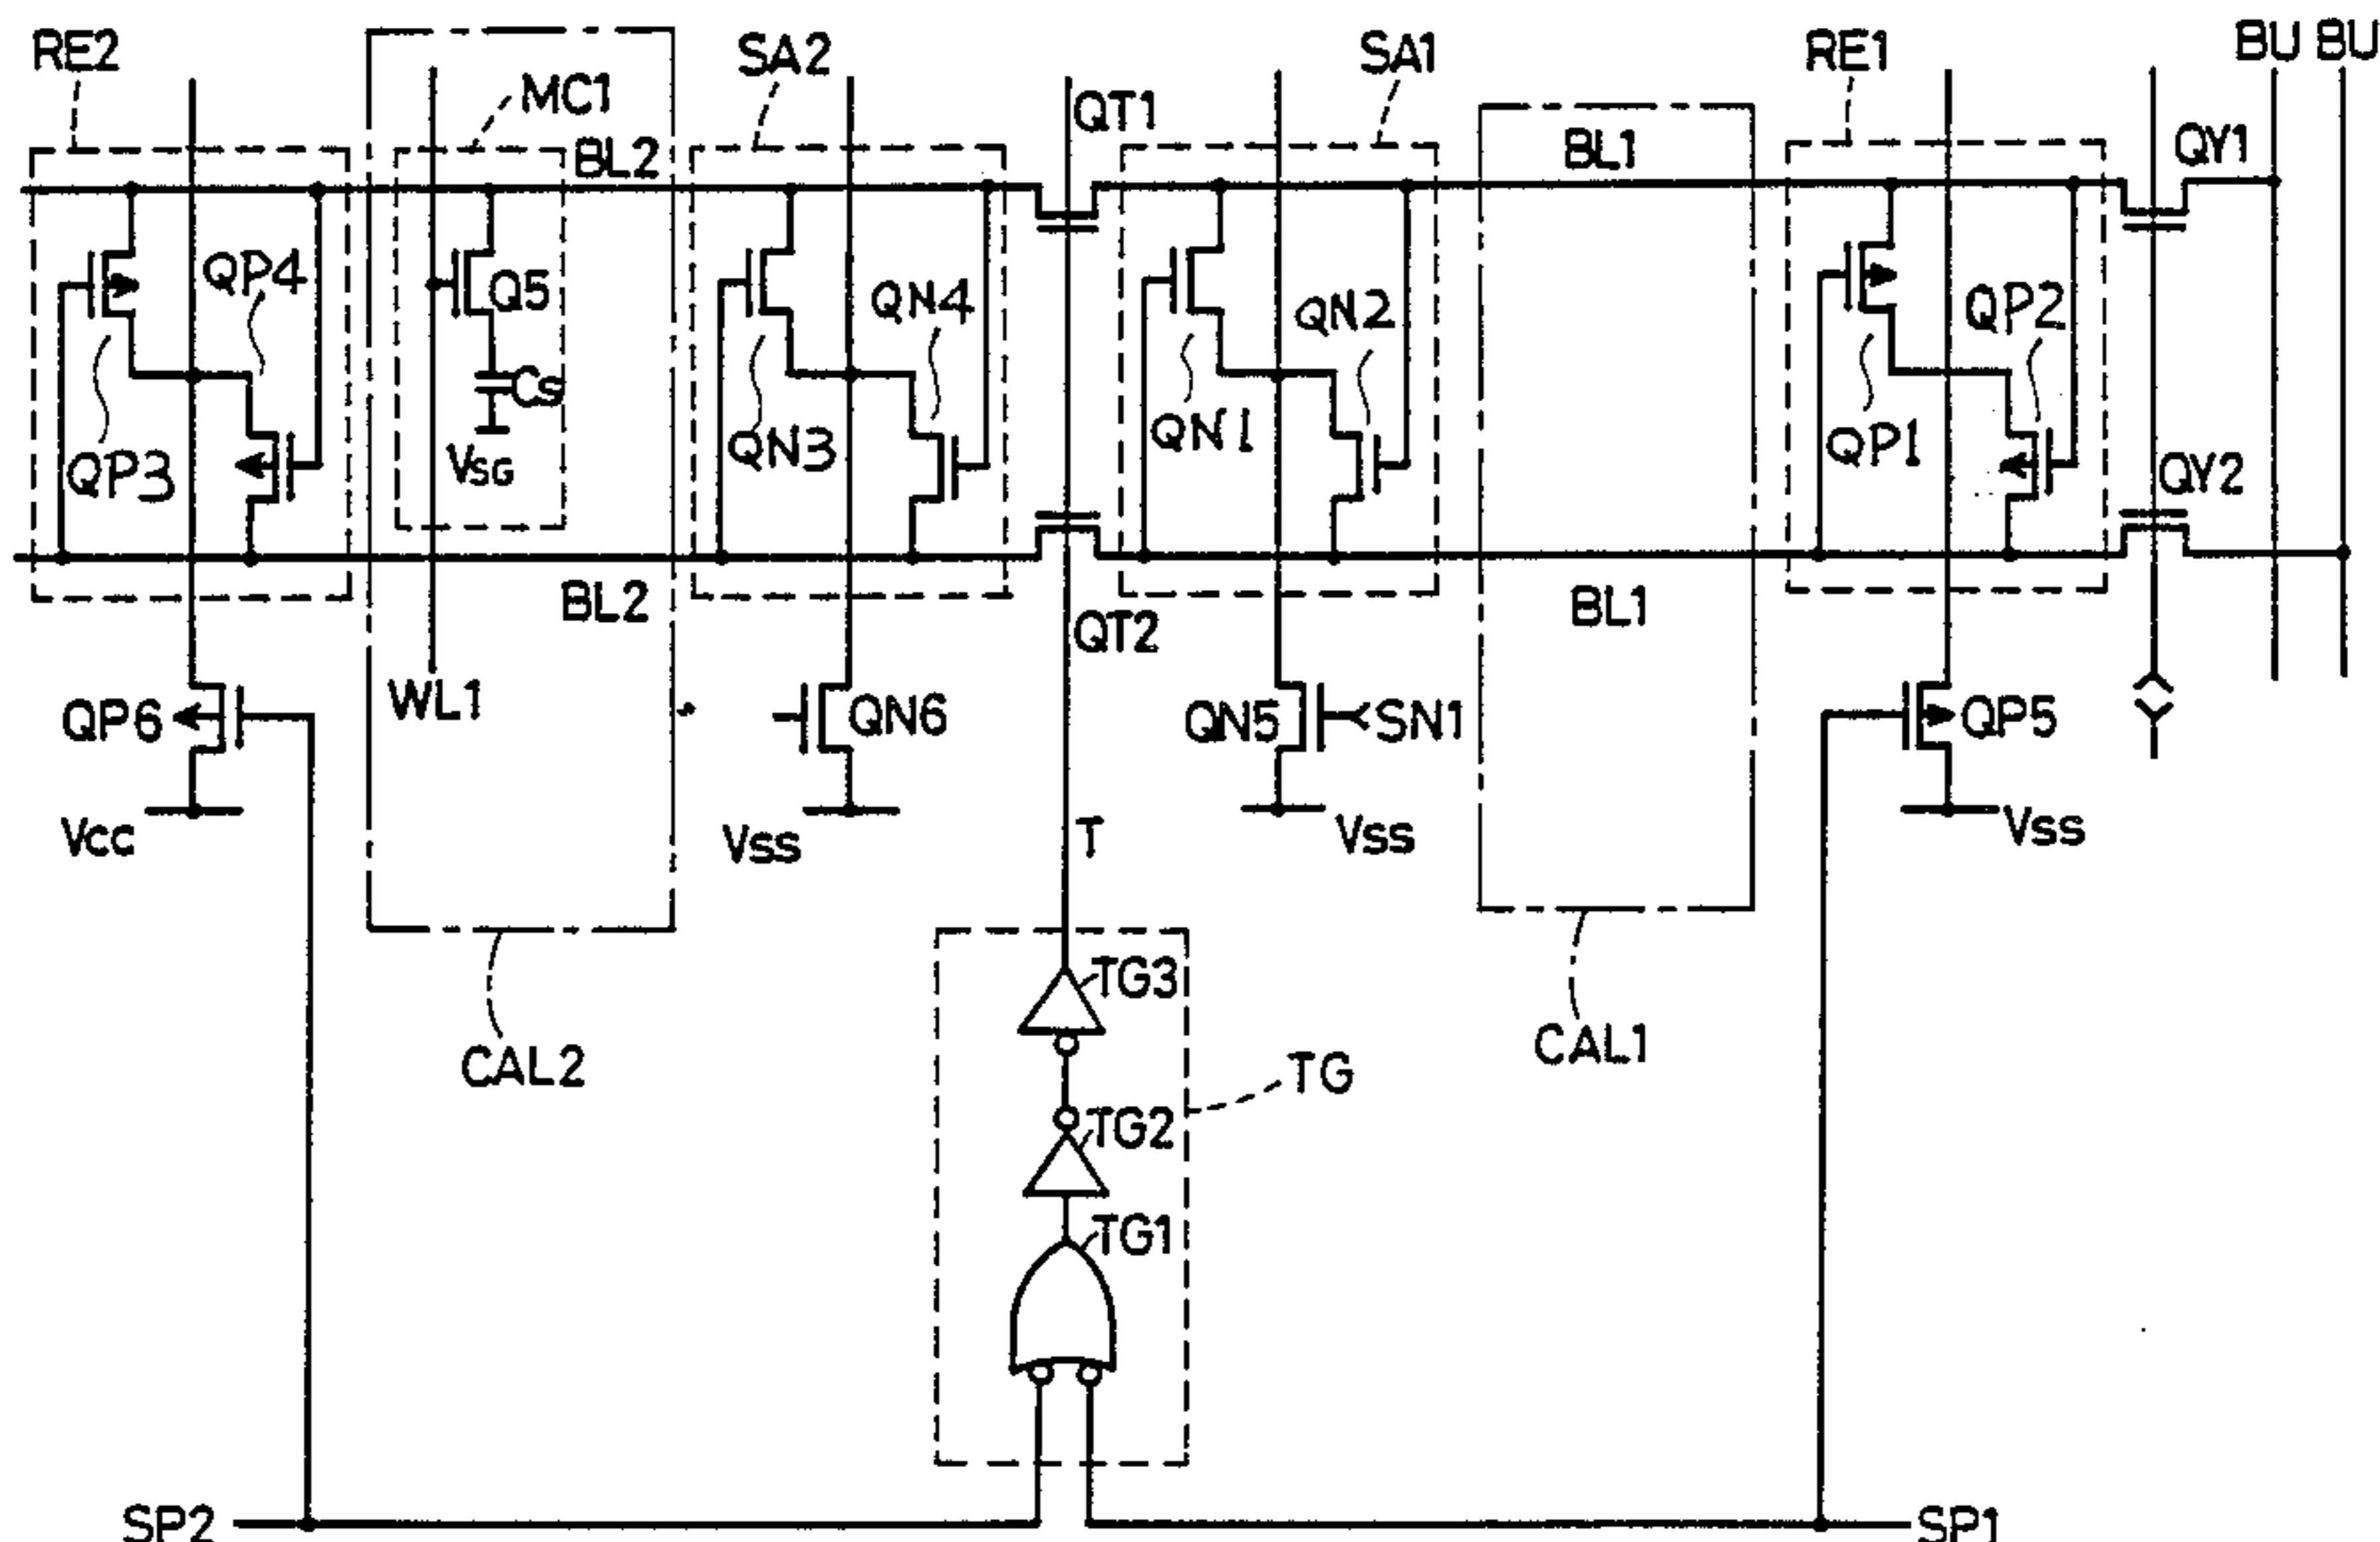 RE2
SA2
SA1
RE1
BU BU
MC1
QT1
BL2
BL1
QY1
QP4
Q5
QN4
QN2
QP2
Cs
QN3
QN1
QP1
QP3
VSG
QY2
BL2
QT2
BL1
WL1
QP6
QN6
QN5
SN1
QP5
Vcc
Vss
T
Vss
Vss
TG3
CAL2
CAL1
TG
TG2
TG1
SP2
SP1